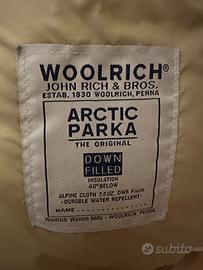 WOOLRICH®
JOHN RICH & BROS.
ESTAB. 1830 WOOLRICH, PENNA
ARCTIC
PARKA
THE ORIGINAL
DOWN
FILLED
INSULATION
40° BELOW
ALPINE CLOTH 7.0 OZ. DWR Finish
-DURABLE WATER REPELLENT-
NAME
Woolrich Woolen Mills - WOOLRICH, PENNA.
subito